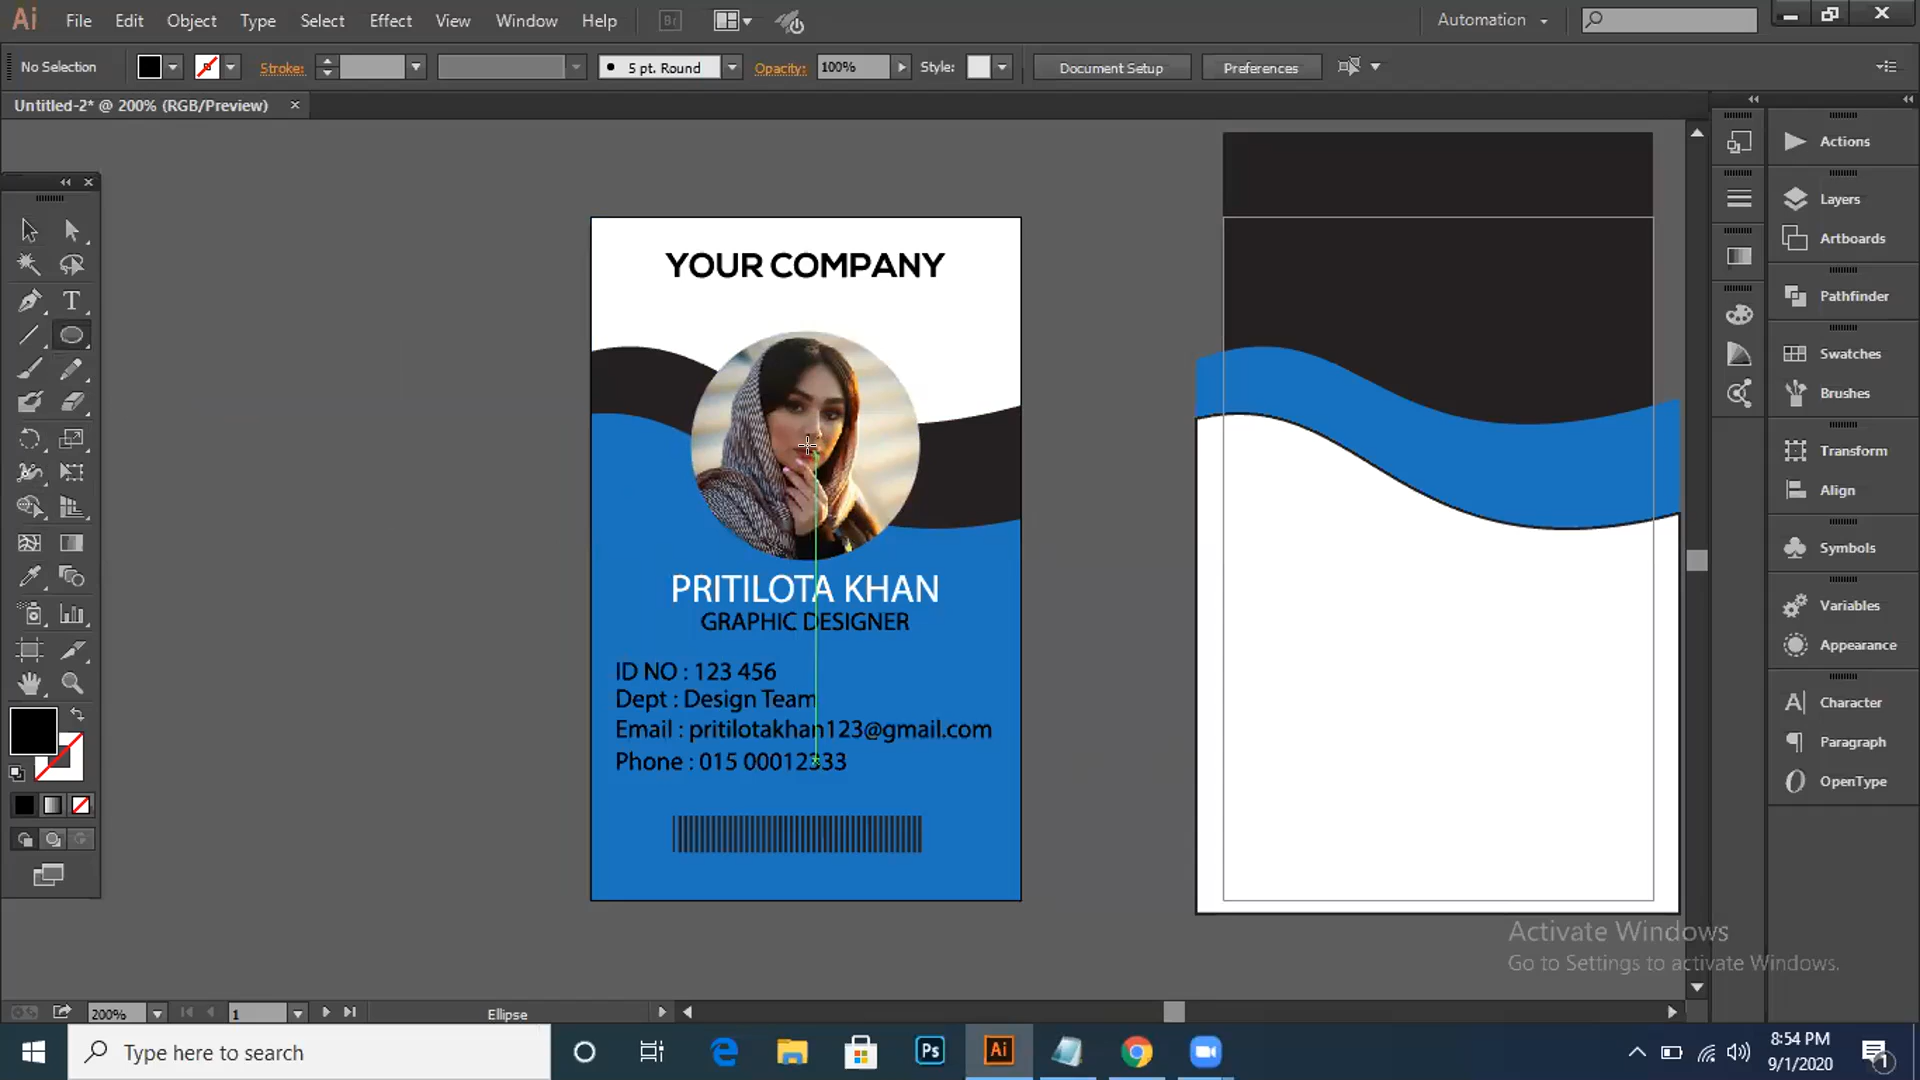 Ai File Edit Object Type Select Effect View Window Help Br Automation
No Selection Stroke: 5 pt. Round Opacity: 100% Style: Document Setup Preferences
Untitled-2* @ 200% (RGB/Preview)
YOUR COMPANY
PRITILOTA KHAN
GRAPHIC DESIGNER
ID NO : 123 456
Dept : Design Team
Email : pritilotakhan123@gmail.com
Phone : 015 00012333
Actions
Layers
Artboards
Pathfinder
Swatches
Brushes
Transform
Align
Symbols
Variables
Appearance
Character
Paragraph
OpenType
Activate Windows
Go to Settings to activate Windows.
200% 1 Ellipse
Type here to search
Ps
Ai
8:54 PM
9/1/2020
1